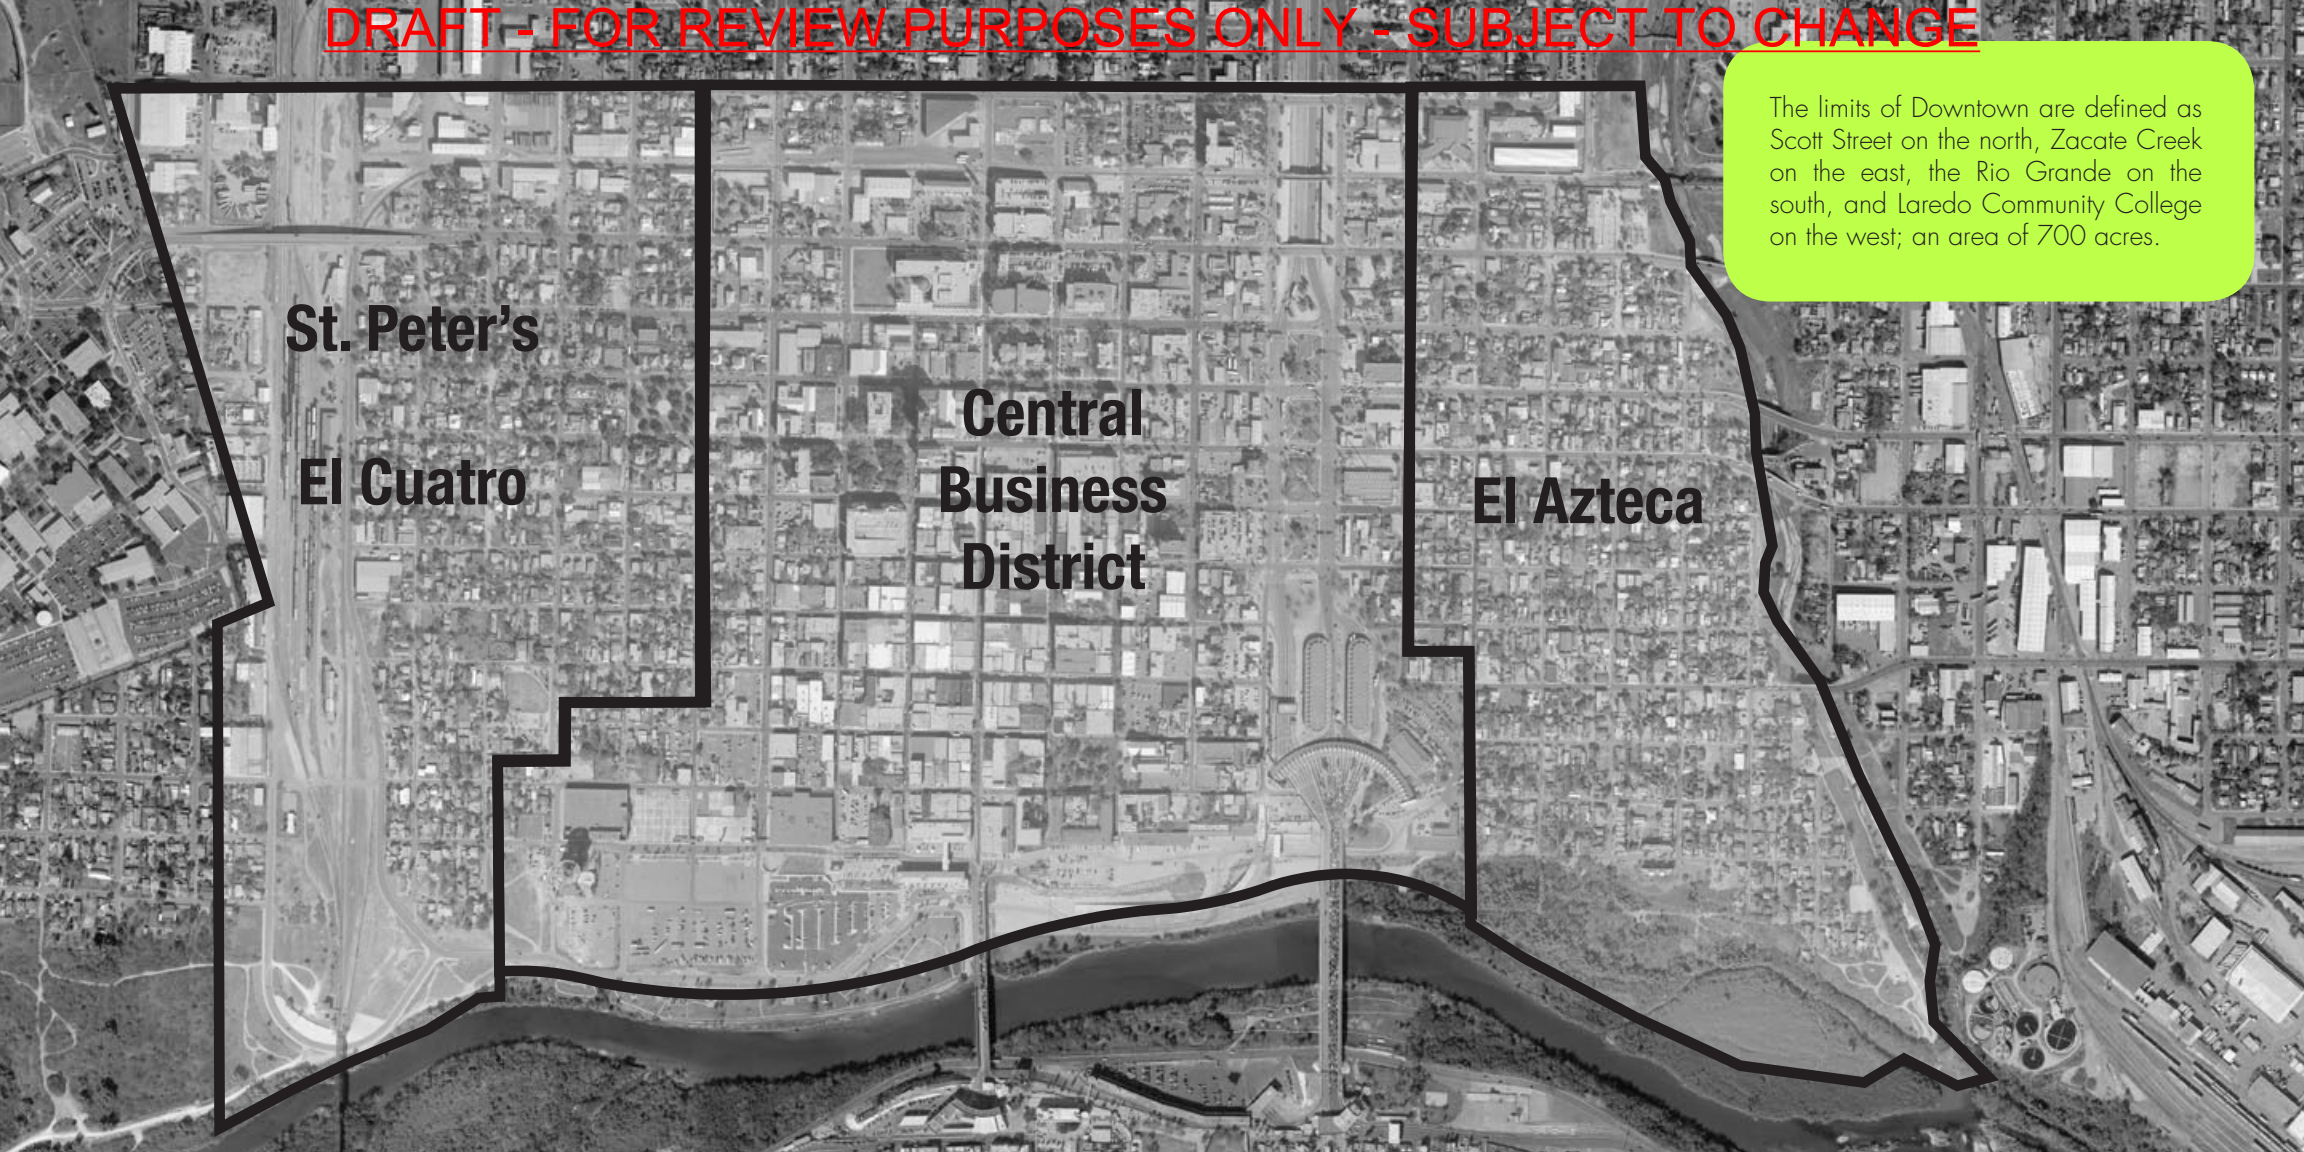 DRAFT - FOR REVIEW PURPOSES ONLY - SUBJECT TO CHANGE
The limits of Downtown are defined as
Scott Street on the north, Zacate Creek
on the east, the Rio Grande on the
south, and Laredo Community College
on the west; an area of 700 acres.
St. Peter’s
El Cuatro
Central
Business
District
El Azteca